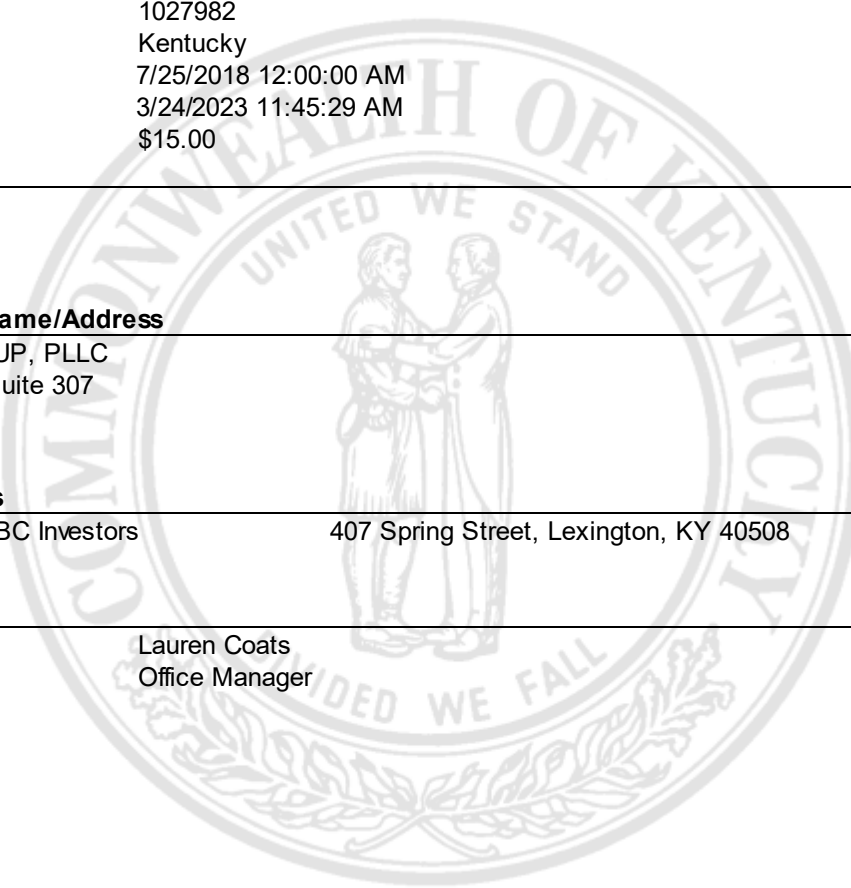 1027982
Kentucky
7/25/2018 12:00:00 AM
3/24/2023 11:45:29 AM
$15.00
COMMONWEALTH OF KENTUCKY
UNITED WE STAND
ame/Address
UP, PLLC
uite 307
s
BC Investors 407 Spring Street, Lexington, KY 40508
Lauren Coats
Office Manager
DIVIDED WE FALL